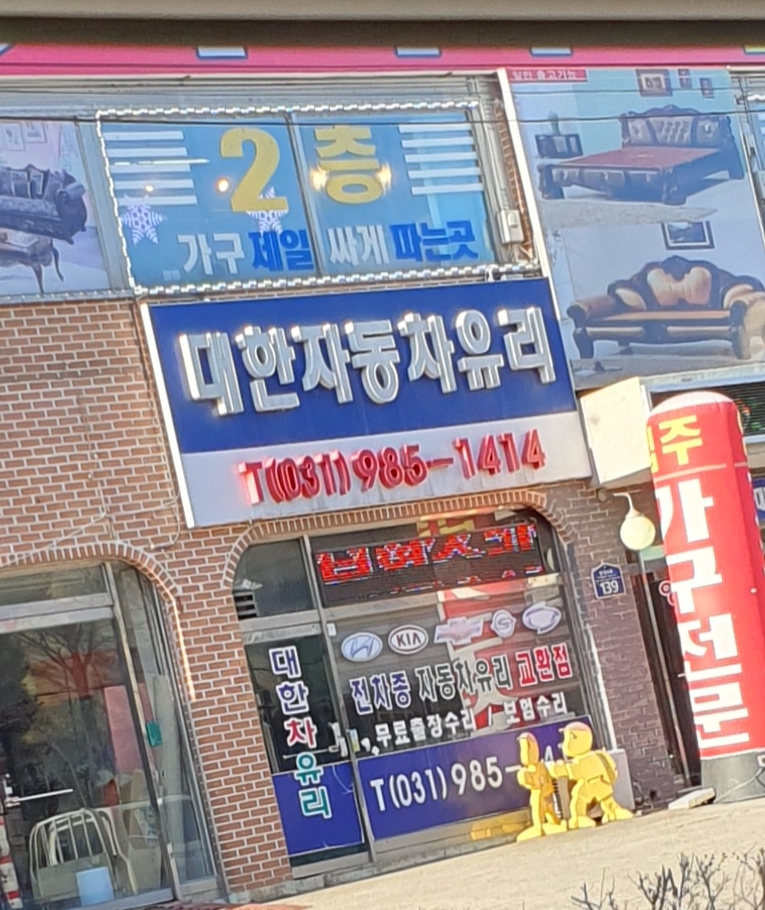 2층
가구 제일 싸게 파는곳
대한자동차유리
T(031)985-1414
139
KIA
대한차유리
전차종 자동차유리 교환점
무료출장수리 / 보험수리
T(031)985-
주
가구전문